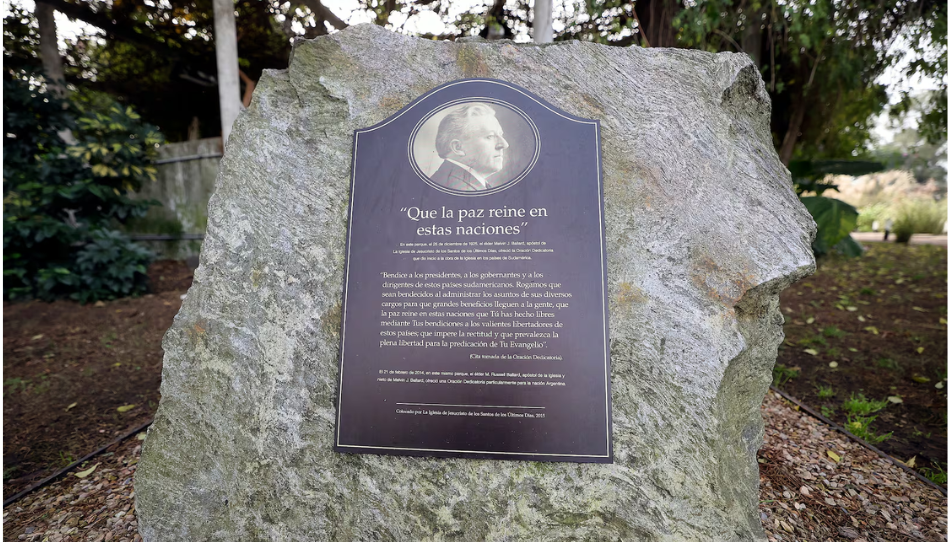 “Que la paz reine en
estas naciones”
En este parque, el 25 de diciembre de 1925, el élder Melvin J. Ballard, apóstol de
La Iglesia de Jesucristo de los Santos de los Últimos Días, ofreció la Oración Dedicatoria
que dio inicio a la obra de la Iglesia en los países de Sudamérica.
“Bendice a los presidentes, a los gobernantes y a los
dirigentes de estos países sudamericanos. Rogamos que
sean bendecidos al administrar los asuntos de sus diversos
cargos para que grandes beneficios lleguen a la gente, que
la paz reine en estas naciones que Tú has hecho libres
mediante Tus bendiciones a los valientes libertadores de
estos países; que impere la rectitud y que prevalezca la
plena libertad para la predicación de Tu Evangelio”.
(Cita tomada de la Oración Dedicatoria)
El 21 de febrero de 2014, en este mismo parque, el élder M. Russell Ballard, apóstol de la Iglesia y
nieto de Melvin J. Ballard, ofreció una Oración Dedicatoria particularmente para la nación Argentina
Colocado por La Iglesia de Jesucristo de los Santos de los Últimos Días,